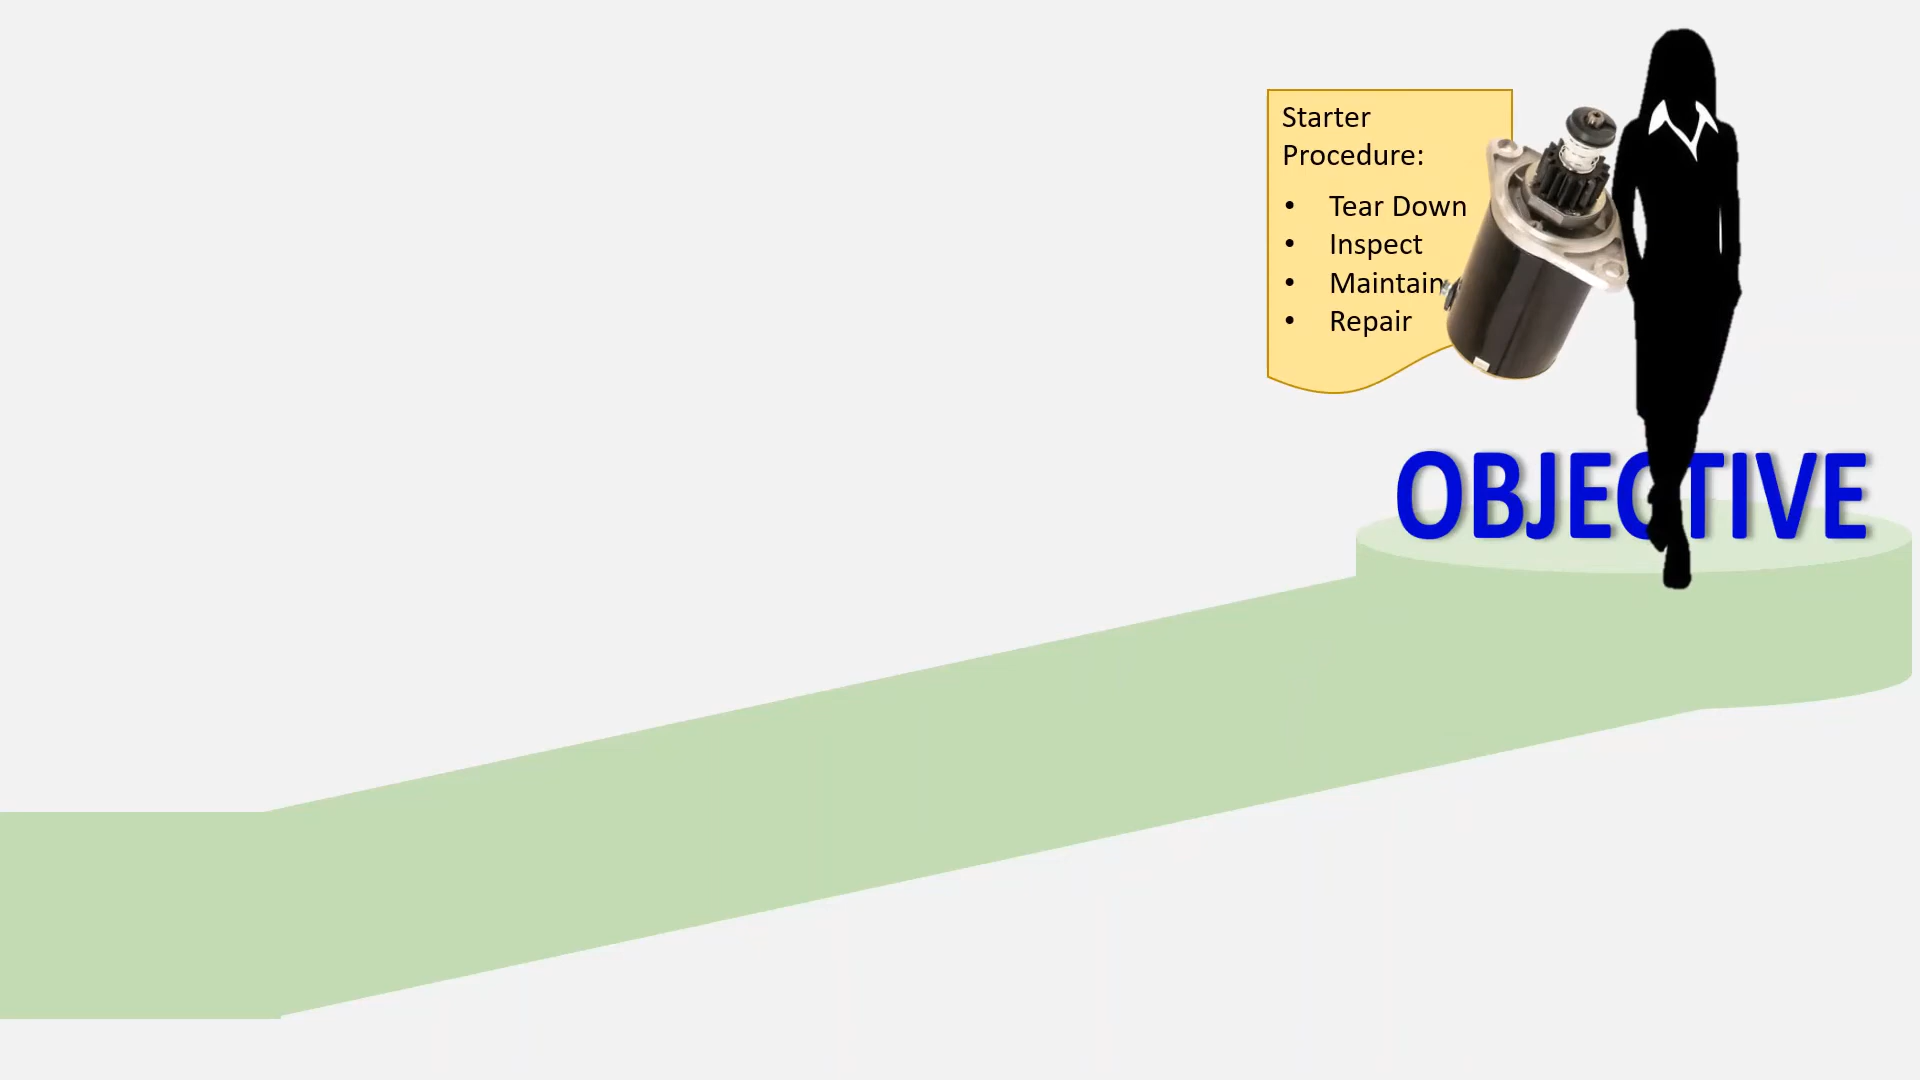 Starter
Procedure:
• Tear Down
• Inspect
• Maintain
• Repair
OBJECTIVE